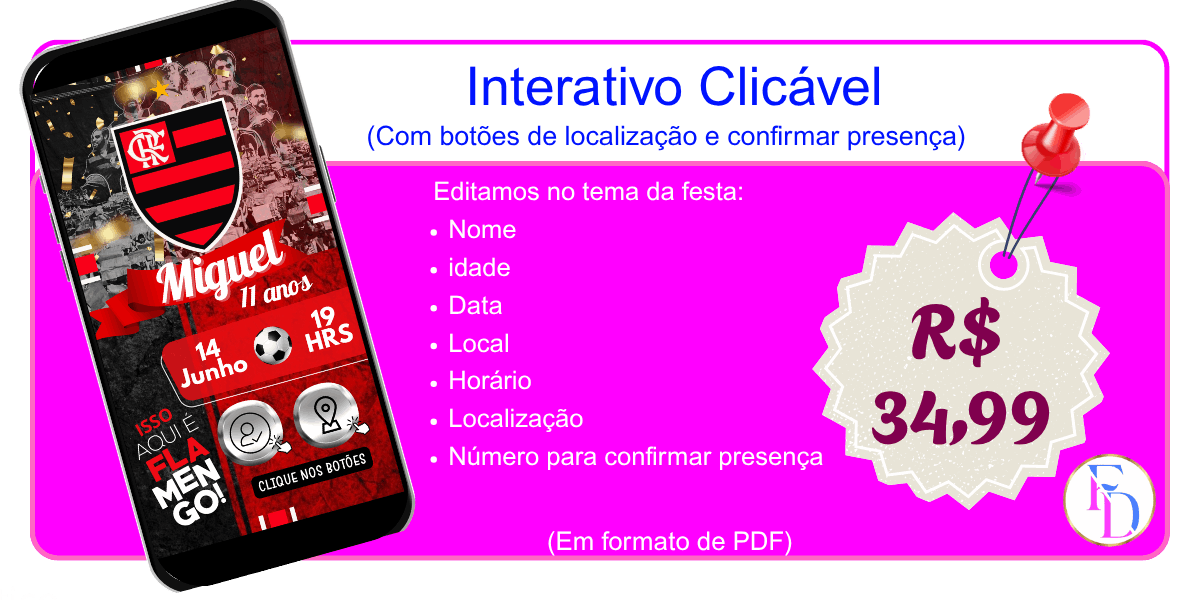 Interativo Clicável
(Com botões de localização e confirmar presença)
Editamos no tema da festa:
• Nome
• idade
• Data
• Local
• Horário
• Localização
• Número para confirmar presença
(Em formato de PDF)
R$
34,99
FD
CRF
Miguel
11 anos
14
Junho
19
HRS
ISSO
AQUI É
FLA
MEN
GO!
CLIQUE NOS BOTÕES